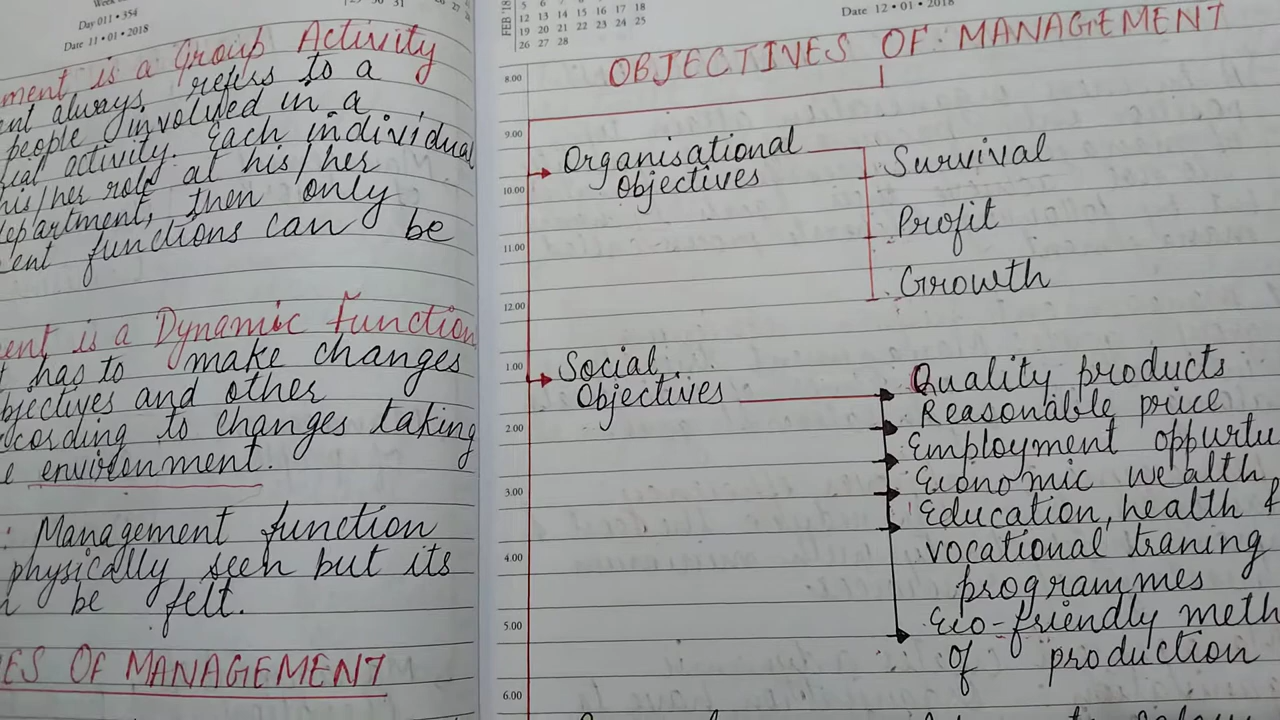 Day 011 • 354
Date 11 • 01 • 2018
ment is a Group Activity
ent always refers to a
people involved in a
cial activity. Each individual
his/her role at his/her
epartment, then only
ent functions can be
ent is a Dynamic Function
t has to make changes
bjectives and other
ccording to changes taking
e environment.
: Management function
physically seen but its
n be felt.
ES OF MANAGEMENT
FEB '18
5 6 7 8 9 10 11
12 13 14 15 16 17 18
19 20 21 22 23 24 25
26 27 28
Date 12 • 01 • 2018
OBJECTIVES OF MANAGEMENT
8.00
9.00
Organisational
Objectives
10.00
Survival
Profit
11.00
Growth
12.00
1.00
Social
Objectives
Quality products
Reasonable price
2.00
Employment oppurtu
Economic wealth
3.00
Education, health &
vocational traning
4.00
programmes
5.00
Eco-friendly meth
of production
6.00